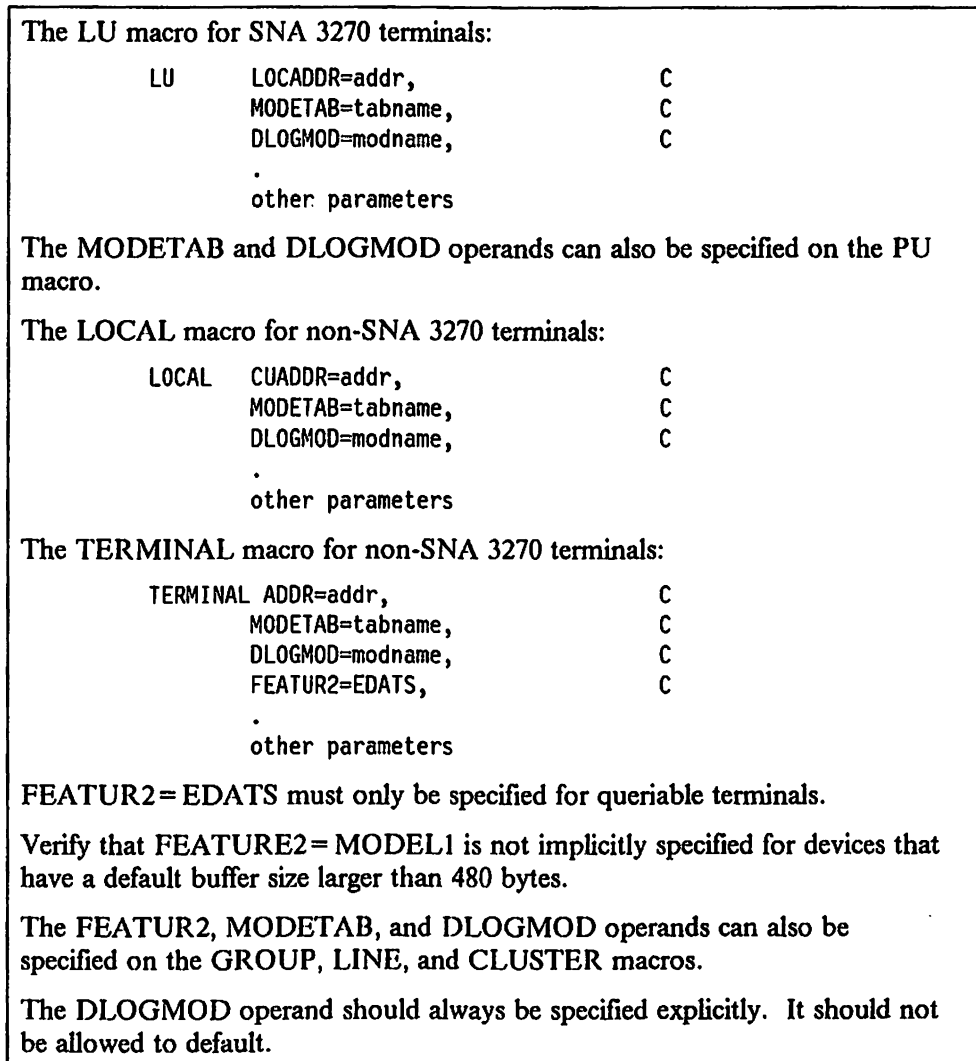 The LU macro for SNA 3270 terminals:
LU LOCADDR=addr, C
MODETAB=tabname, C
DLOGMOD=modname, C
.
other parameters
The MODETAB and DLOGMOD operands can also be specified on the PU
macro.
The LOCAL macro for non-SNA 3270 terminals:
LOCAL CUADDR=addr, C
MODETAB=tabname, C
DLOGMOD=modname, C
.
other parameters
The TERMINAL macro for non-SNA 3270 terminals:
TERMINAL ADDR=addr, C
MODETAB=tabname, C
DLOGMOD=modname, C
FEATUR2=EDATS, C
.
other parameters
FEATUR2=EDATS must only be specified for queriable terminals.
Verify that FEATURE2=MODEL1 is not implicitly specified for devices that
have a default buffer size larger than 480 bytes.
The FEATUR2, MODETAB, and DLOGMOD operands can also be
specified on the GROUP, LINE, and CLUSTER macros.
The DLOGMOD operand should always be specified explicitly. It should not
be allowed to default.